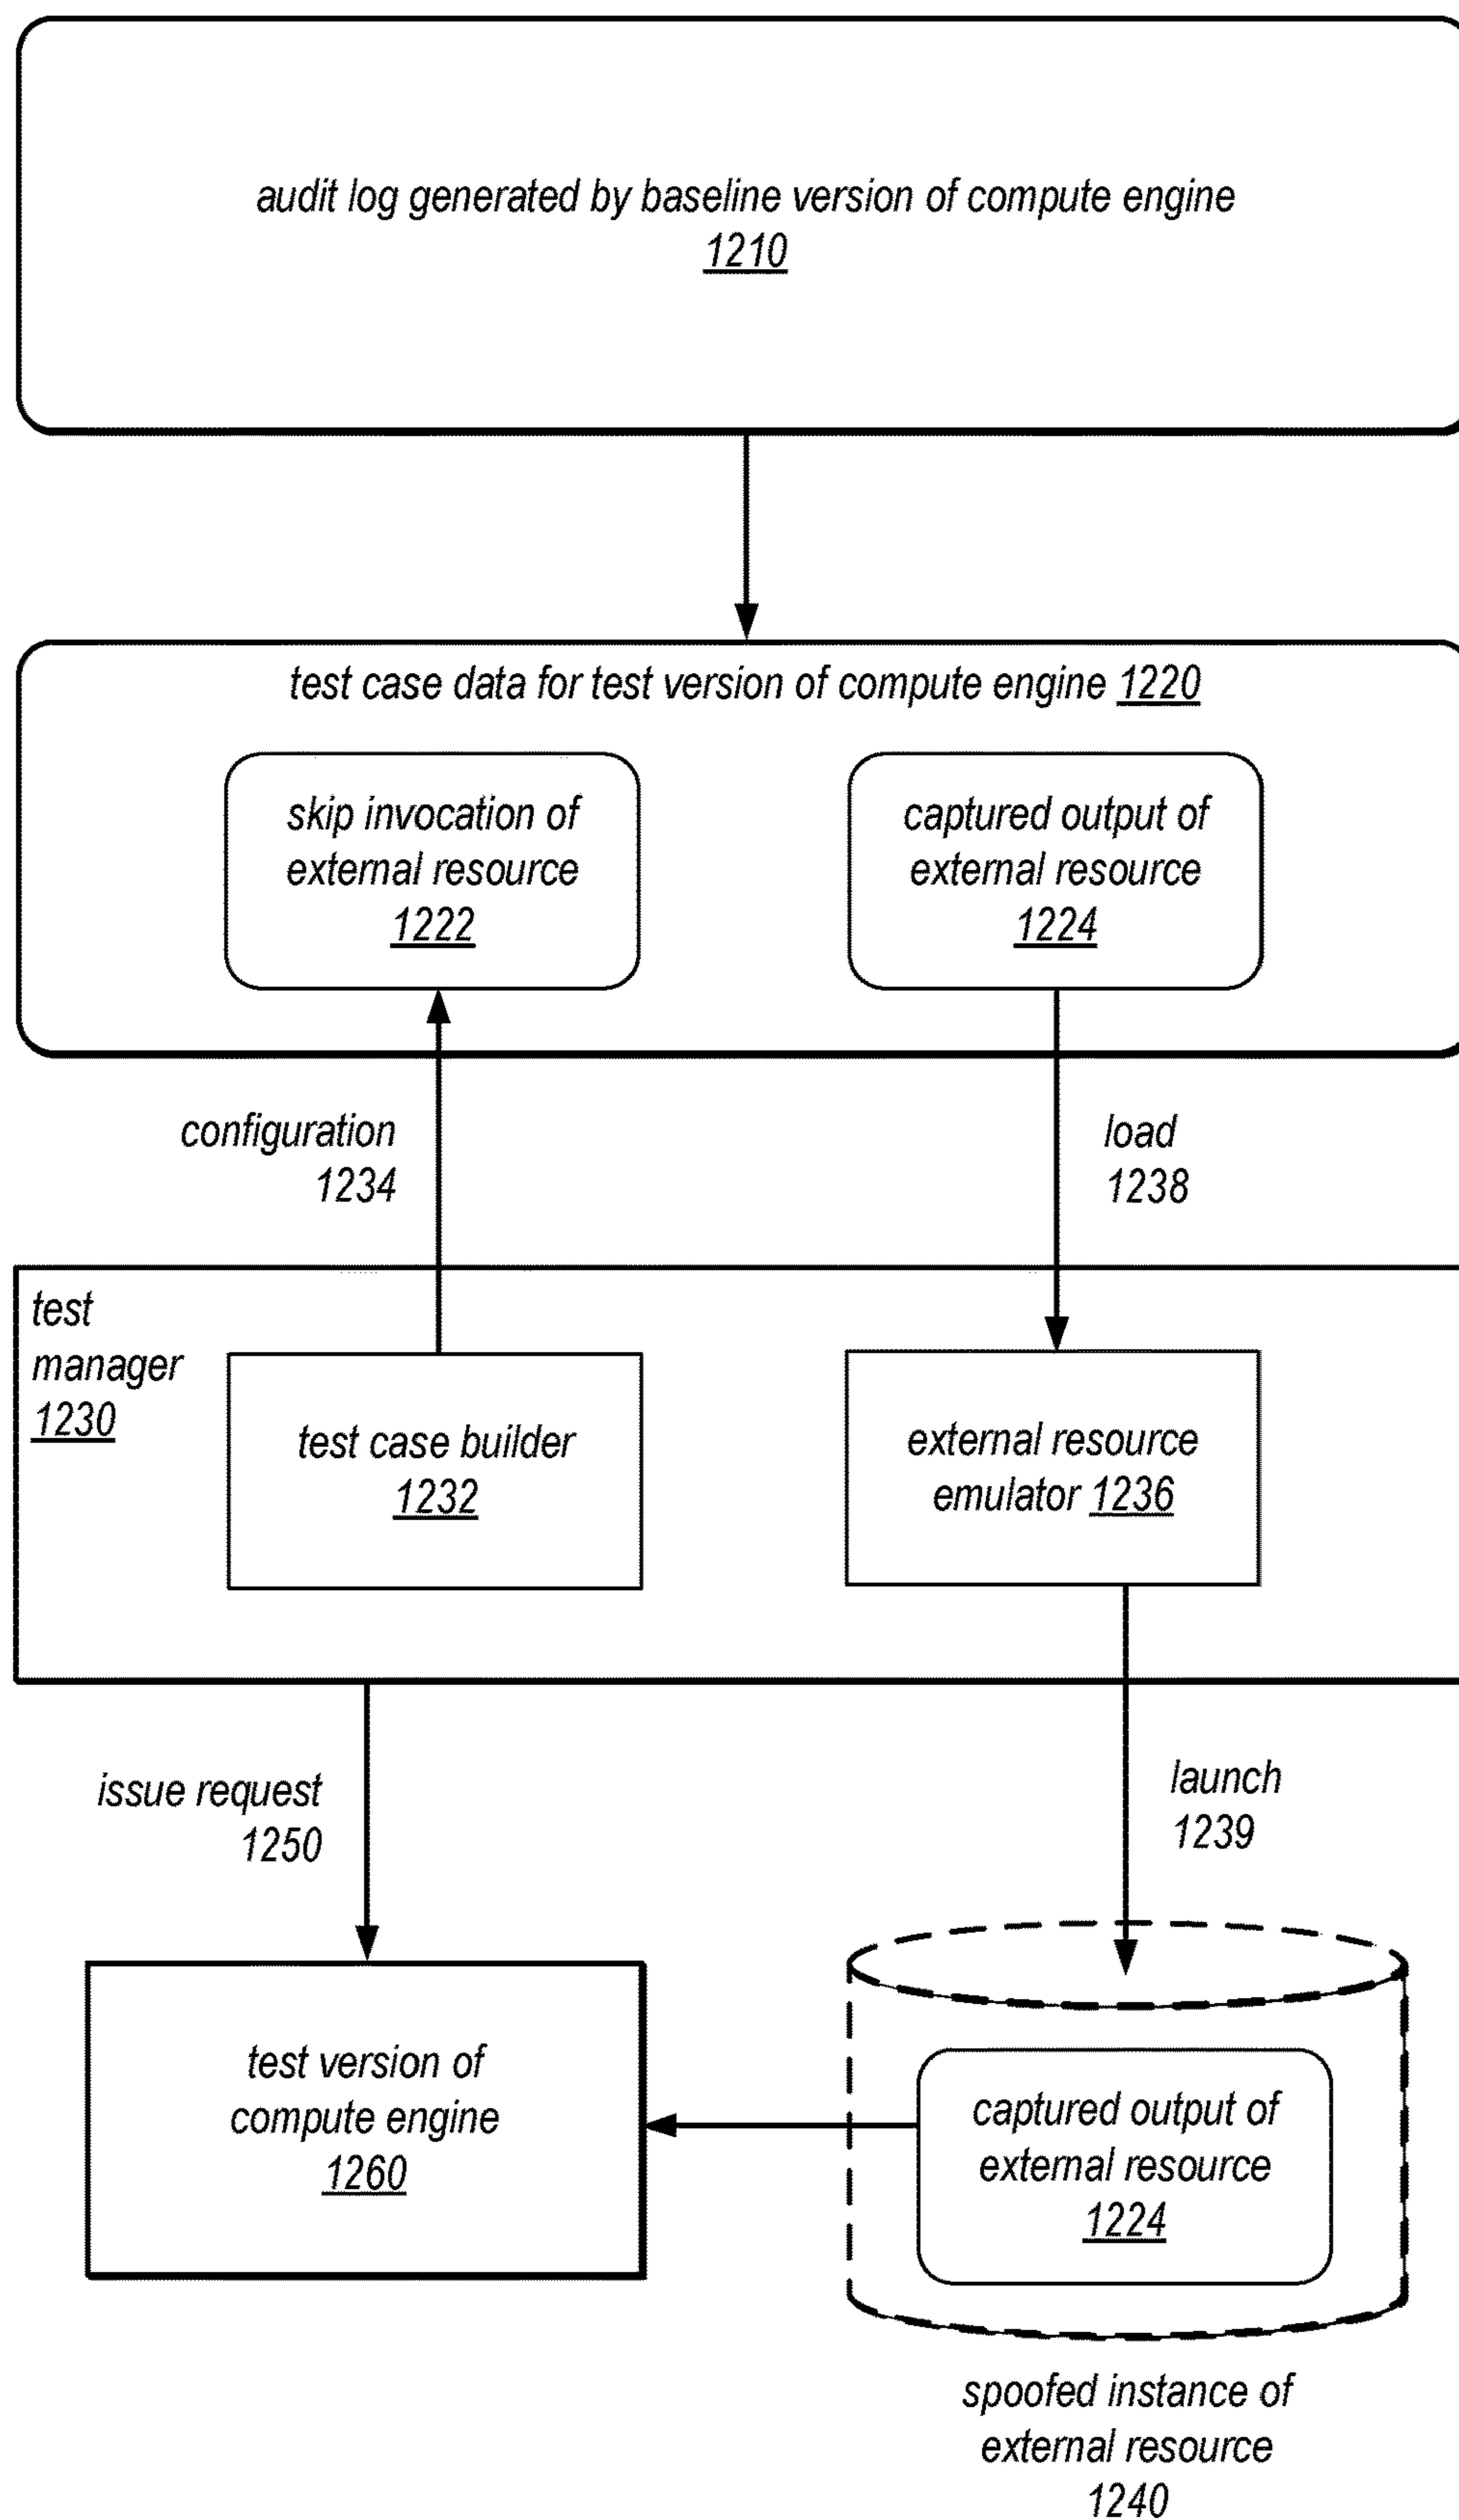 audit log generated by baseline version of compute engine
1210
test case data for test version of compute engine 1220
skip invocation of
external resource
1222
captured output of
external resource
1224
configuration
1234
load
1238
test
manager
1230
test case builder
1232
external resource
emulator 1236
issue request
1250
launch
1239
test version of
compute engine
1260
captured output of
external resource
1224
spoofed instance of
external resource
1240